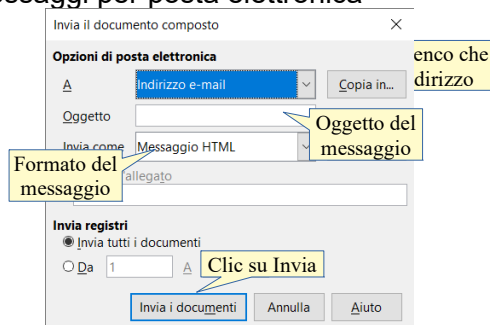 saggi per posta elettronica
Invia il documento composto
Opzioni di posta elettronica
enco che
dirizzo
A
Indirizzo e-mail
Copia in...
Oggetto
Oggetto del
messaggio
Invia come
Messaggio HTML
Formato del
messaggio
allegato
Invia registri
Invia tutti i documenti
Da
1
A
Clic su Invia
Invia i documenti
Annulla
Aiuto